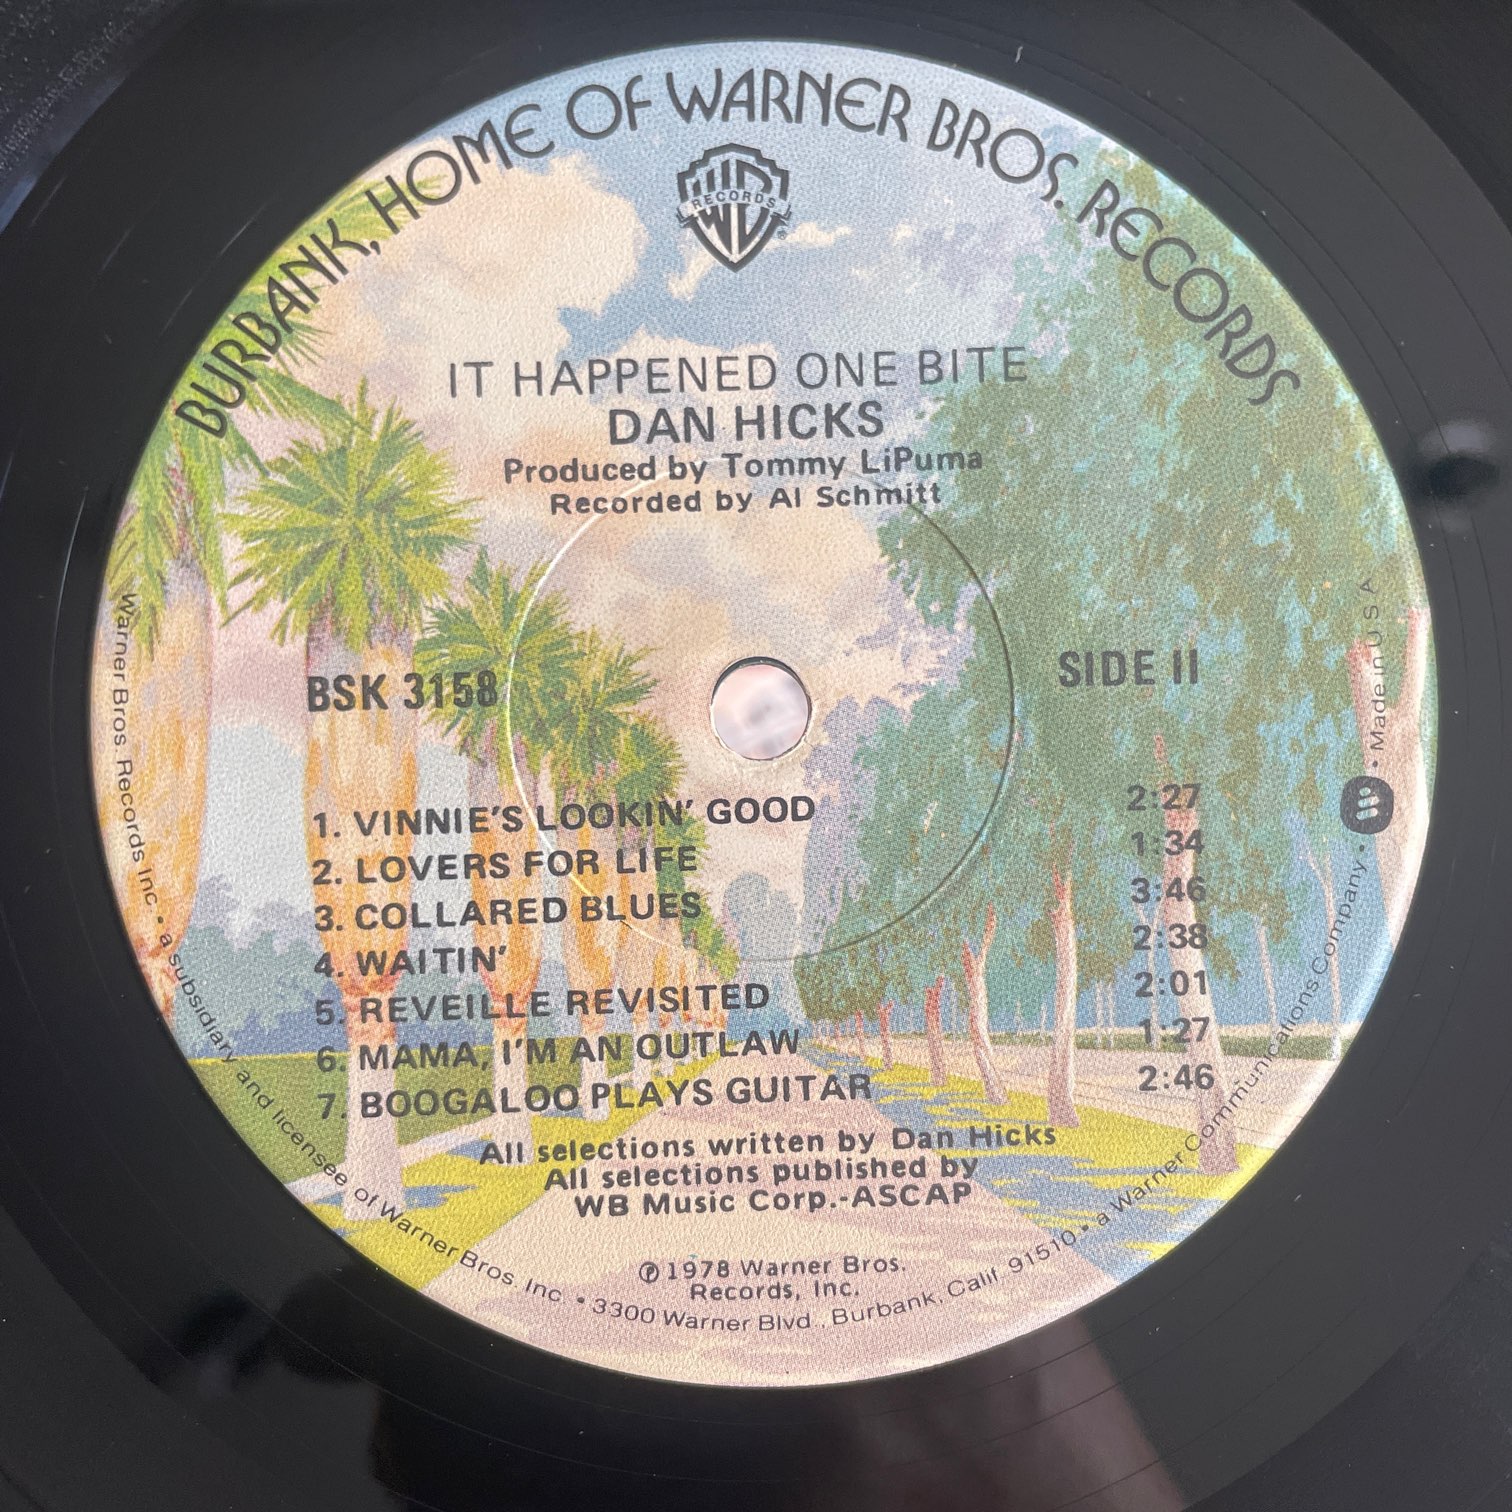 BURBANK, HOME OF WARNER BROS. RECORDS
WB
RECORDS
IT HAPPENED ONE BITE
DAN HICKS
Produced by Tommy LiPuma
Recorded by Al Schmitt
BSK 3158
SIDE II
1. VINNIE'S LOOKIN' GOOD 2:27
2. LOVERS FOR LIFE 1:34
3. COLLARED BLUES 3:46
4. WAITIN' 2:38
5. REVEILLE REVISITED 2:01
6. MAMA, I'M AN OUTLAW 1:27
7. BOOGALOO PLAYS GUITAR 2:46
All selections written by Dan Hicks
All selections published by
WB Music Corp.-ASCAP
℗ 1978 Warner Bros.
Records, Inc.
Warner Bros. Records Inc. • a subsidiary and licensee of Warner Bros. Inc. • 3300 Warner Blvd., Burbank, Calif. 91510 • a Warner Communications Company • Made in U S A